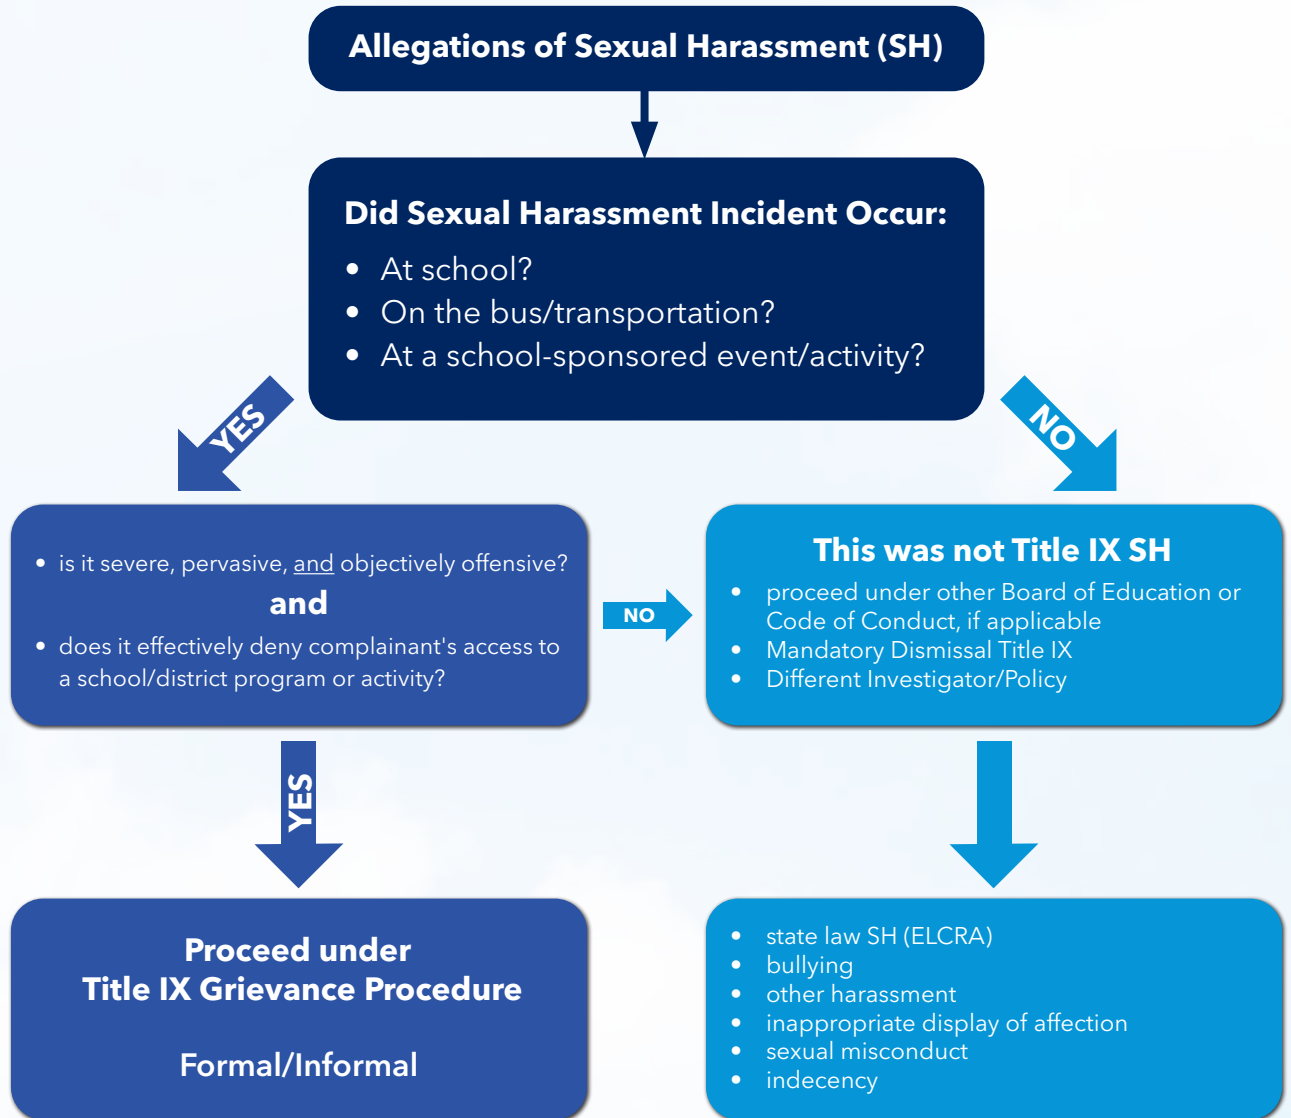 Allegations of Sexual Harassment (SH)
Did Sexual Harassment Incident Occur:
• At school?
• On the bus/transportation?
• At a school-sponsored event/activity?
YES
NO
• is it severe, pervasive, and objectively offensive?
and
• does it effectively deny complainant's access to
a school/district program or activity?
NO
This was not Title IX SH
• proceed under other Board of Education or
Code of Conduct, if applicable
• Mandatory Dismissal Title IX
• Different Investigator/Policy
YES
Proceed under
Title IX Grievance Procedure
Formal/Informal
• state law SH (ELCRA)
• bullying
• other harassment
• inappropriate display of affection
• sexual misconduct
• indecency